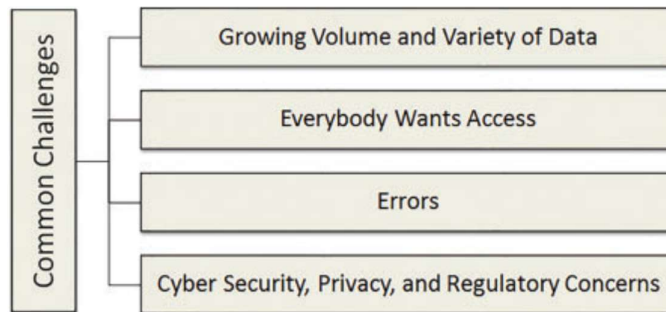 Common Challenges
Growing Volume and Variety of Data
Everybody Wants Access
Errors
Cyber Security, Privacy, and Regulatory Concerns